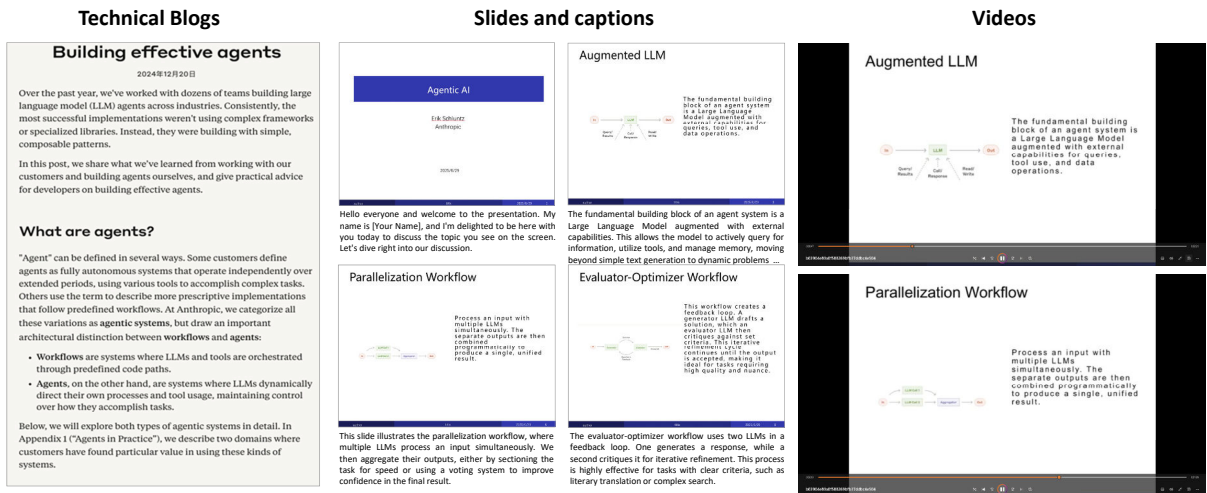 Technical Blogs
Building effective agents
2024年12月20日
Over the past year, we've worked with dozens of teams building large
language model (LLM) agents across industries. Consistently, the
most successful implementations weren't using complex frameworks
or specialized libraries. Instead, they were building with simple,
composable patterns.
In this post, we share what we've learned from working with our
customers and building agents ourselves, and give practical advice
for developers on building effective agents.
What are agents?
"Agent" can be defined in several ways. Some customers define
agents as fully autonomous systems that operate independently over
extended periods, using various tools to accomplish complex tasks.
Others use the term to describe more prescriptive implementations
that follow predefined workflows. At Anthropic, we categorize all
these variations as agentic systems, but draw an important
architectural distinction between workflows and agents:
• Workflows are systems where LLMs and tools are orchestrated
through predefined code paths.
• Agents, on the other hand, are systems where LLMs dynamically
direct their own processes and tool usage, maintaining control
over how they accomplish tasks.
Below, we will explore both types of agentic systems in detail. In
Appendix 1 ("Agents in Practice"), we describe two domains where
customers have found particular value in using these kinds of
systems.
Slides and captions
Agentic AI
Erik Schluntz
Anthropic
2025/6/29
Hello everyone and welcome to the presentation. My
name is [Your Name], and I'm delighted to be here with
you today to discuss the topic you see on the screen.
Let's dive right into our discussion.
Augmented LLM
In
LLM
Out
Query/
Results
Call/
Response
Read/
Write
The fundamental building
block of an agent system
is a Large Language
Model augmented with
external capabilities for
queries, tool use, and
data operations.
The fundamental building block of an agent system is a
Large Language Model augmented with external
capabilities. This allows the model to actively query for
information, utilize tools, and manage memory, moving
beyond simple text generation to dynamic problems ...
Parallelization Workflow
Process an input with
multiple LLMs
simultaneously. The
separate outputs are then
combined
programmatically to
produce a single, unified
result.
This slide illustrates the parallelization workflow, where
multiple LLMs process an input simultaneously. We
then aggregate their outputs, either by sectioning the
task for speed or using a voting system to improve
confidence in the final result.
Evaluator-Optimizer Workflow
This workflow creates a
feedback loop. A
generator LLM drafts a
solution, which an
evaluator LLM then
critiques against set
criteria. This iterative
refinement cycle
continues until the output
is accepted, making it
ideal for tasks requiring
high quality and nuance.
The evaluator-optimizer workflow uses two LLMs in a
feedback loop. One generates a response, while a
second critiques it for iterative refinement. This process
is highly effective for tasks with clear criteria, such as
literary translation or complex search.
Videos
Augmented LLM
In
LLM
Out
Query/
Results
Call/
Response
Read/
Write
The fundamental building
block of an agent system is
a Large Language Model
augmented with external
capabilities for queries,
tool use, and data
operations.
Parallelization Workflow
In
Aggregator
Out
Process an input with
multiple LLMs
simultaneously. The
separate outputs are then
combined programmatically
to produce a single, unified
result.